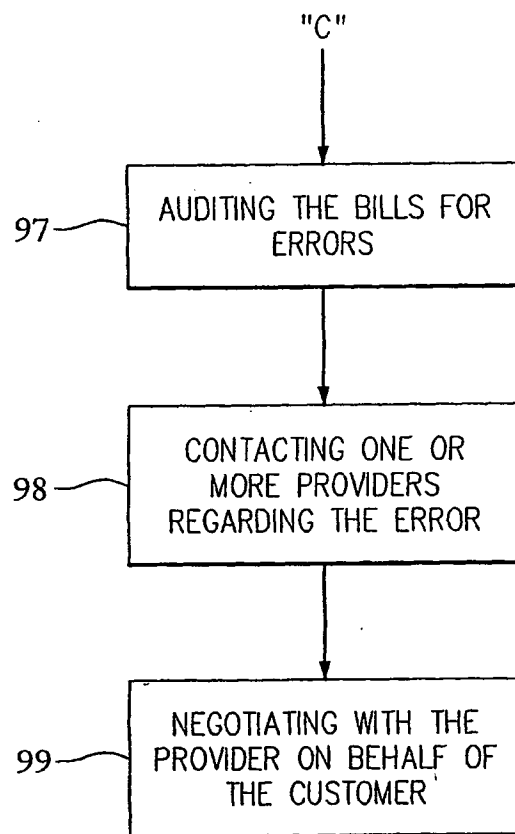 "C"
97
AUDITING THE BILLS FOR
ERRORS
98
CONTACTING ONE OR
MORE PROVIDERS
REGARDING THE ERROR
99
NEGOTIATING WITH THE
PROVIDER ON BEHALF OF
THE CUSTOMER